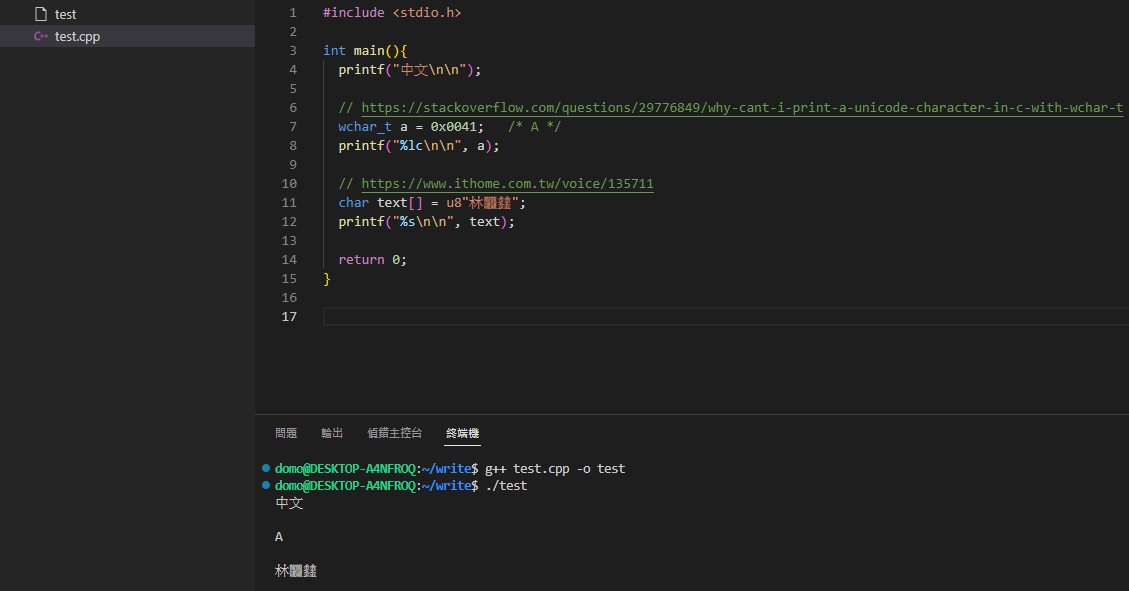 test
C++ test.cpp
1 #include <stdio.h>
2
3 int main(){
4 printf("中文\n\n");
5
6 // https://stackoverflow.com/questions/29776849/why-cant-i-print-a-unicode-character-in-c-with-wchar-t
7 wchar_t a = 0x0041; /* A */
8 printf("%lc\n\n", a);
9
10 // https://www.ithome.com.tw/voice/135711
11 char text[] = u8"林";
12 printf("%s\n\n", text);
13
14 return 0;
15 }
16
17
問題 輸出 偵錯主控台 終端機
domo@DESKTOP-A4NFROQ:~/write$ g++ test.cpp -o test
domo@DESKTOP-A4NFROQ:~/write$ ./test
中文
A
林